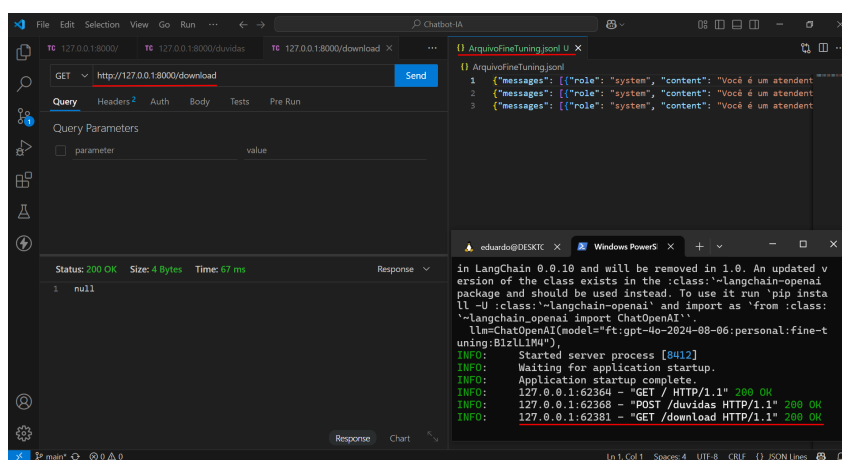 File Edit Selection View Go Run ··· Chatbot-IA
TC 127.0.0.1:8000/ TC 127.0.0.1:8000/duvidas TC 127.0.0.1:8000/download ···
GET http://127.0.0.1:8000/download Send
Query Headers 2 Auth Body Tests Pre Run
Query Parameters
parameter value
Status: 200 OK Size: 4 Bytes Time: 67 ms Response
1 null
Response Chart
{} ArquivoFineTuning.jsonl U
{} ArquivoFineTuning.jsonl
1 {"messages": [{"role": "system", "content": "Você é um atendent
2 {"messages": [{"role": "system", "content": "Você é um atendent
3 {"messages": [{"role": "system", "content": "Você é um atendent
eduardo@DESKTC Windows PowerS
in LangChain 0.0.10 and will be removed in 1.0. An updated v
ersion of the class exists in the :class:`~langchain-openai
package and should be used instead. To use it run `pip insta
ll -U :class:`~langchain-openai` and import as `from :class:
`~langchain_openai import ChatOpenAI``.
llm=ChatOpenAI(model="ft:gpt-4o-2024-08-06:personal:fine-t
uning:B1zlL1M4"),
INFO: Started server process [8412]
INFO: Waiting for application startup.
INFO: Application startup complete.
INFO: 127.0.0.1:62364 - "GET / HTTP/1.1" 200 OK
INFO: 127.0.0.1:62368 - "POST /duvidas HTTP/1.1" 200 OK
INFO: 127.0.0.1:62381 - "GET /download HTTP/1.1" 200 OK
main* 0 0 Ln 1, Col 1 Spaces: 4 UTF-8 CRLF {} JSON Lines